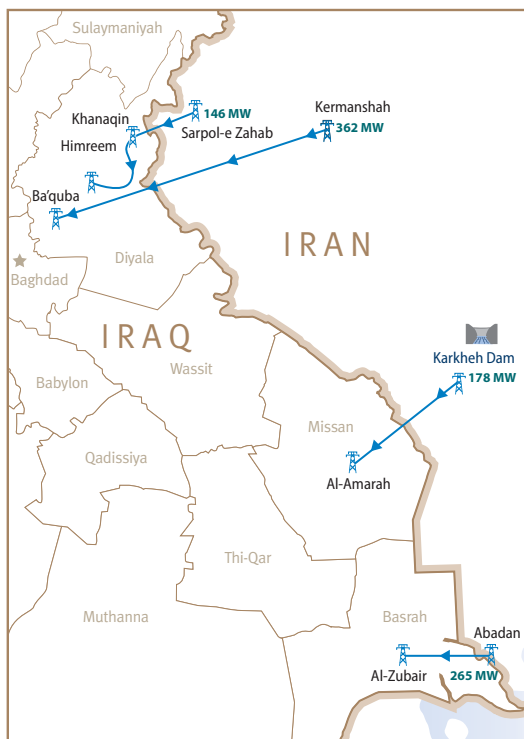 Sulaymaniyah
Khanaqin
146 MW
Kermanshah
362 MW
Himreem
Sarpol-e Zahab
Ba'quba
IRAN
Diyala
Baghdad
IRAQ
Wassit
Karkheh Dam
178 MW
Babylon
Missan
Qadissiya
Al-Amarah
Thi-Qar
Muthanna
Basrah
Abadan
Al-Zubair
265 MW